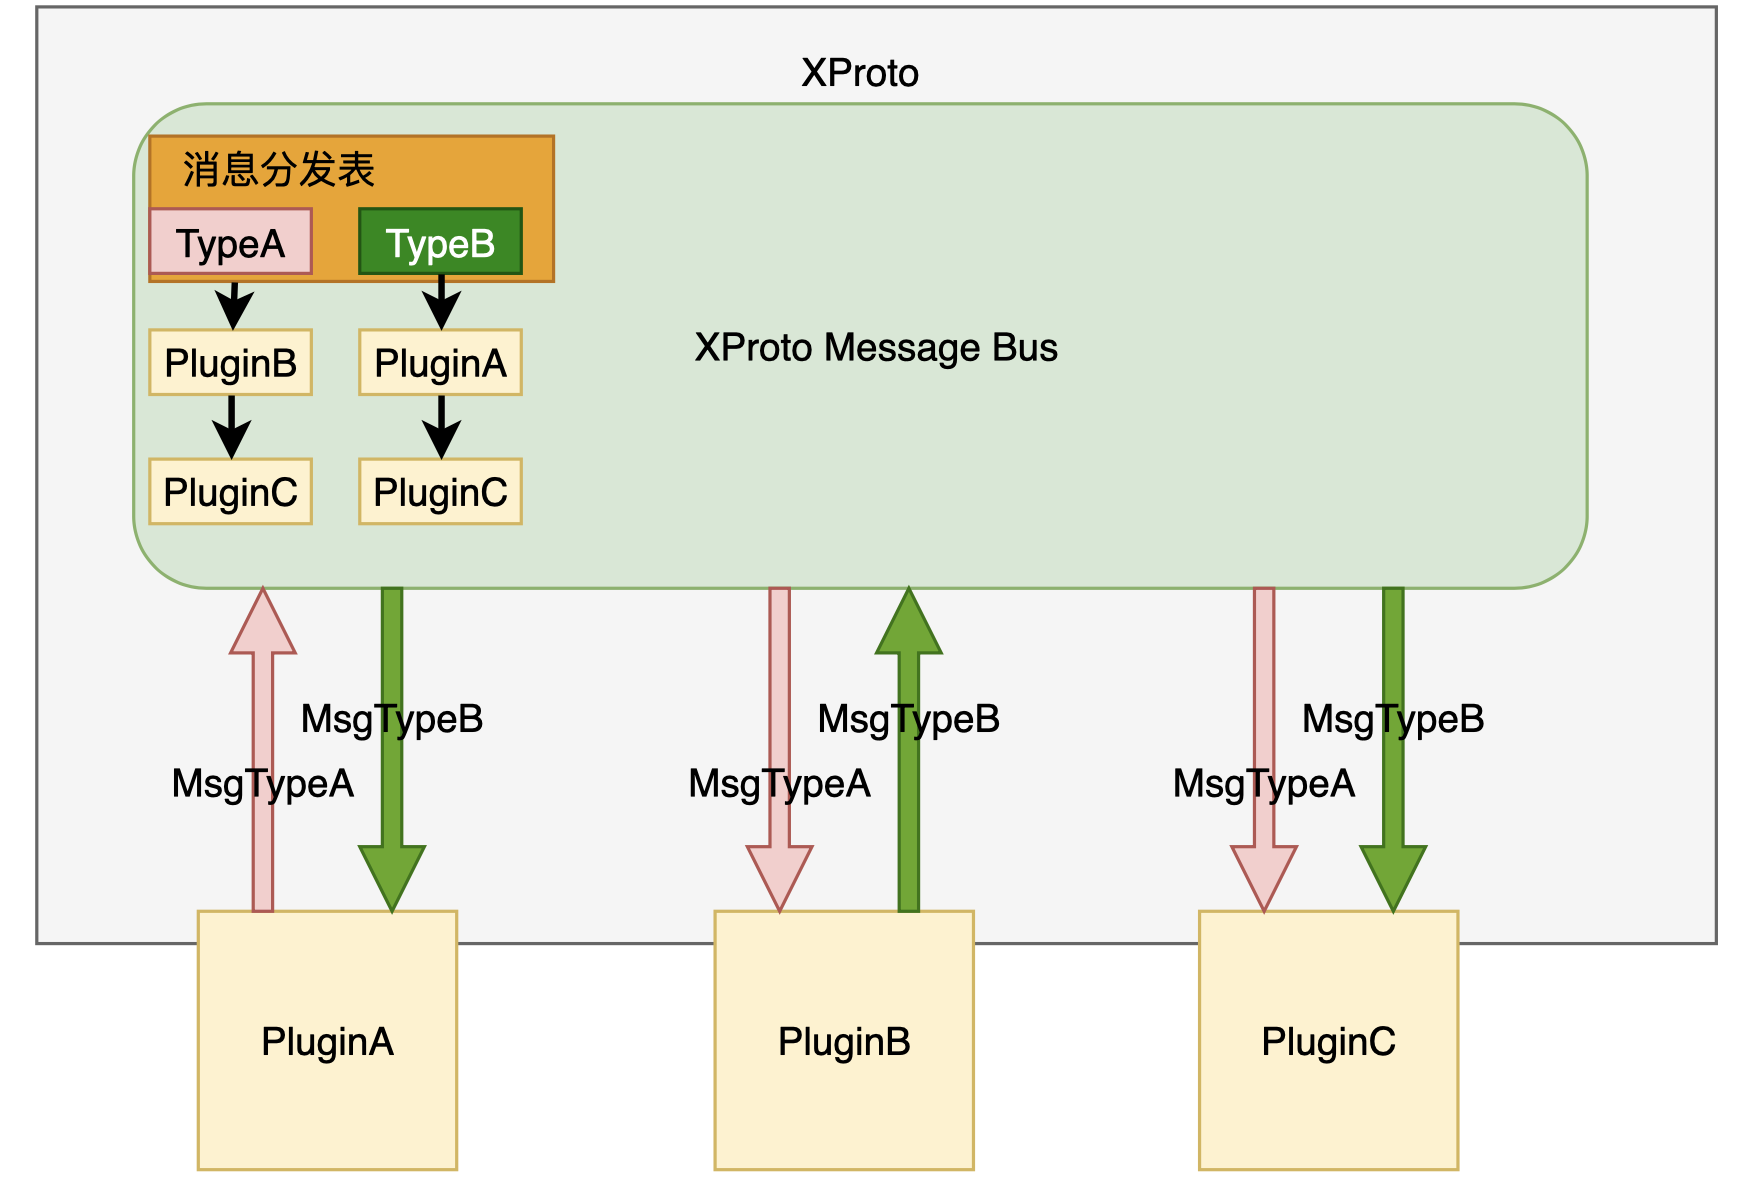 XProto
消息分发表
TypeA
TypeB
PluginB
PluginA
XProto Message Bus
PluginC
PluginC
MsgTypeB
MsgTypeB
MsgTypeB
MsgTypeA
MsgTypeA
MsgTypeA
PluginA
PluginB
PluginC